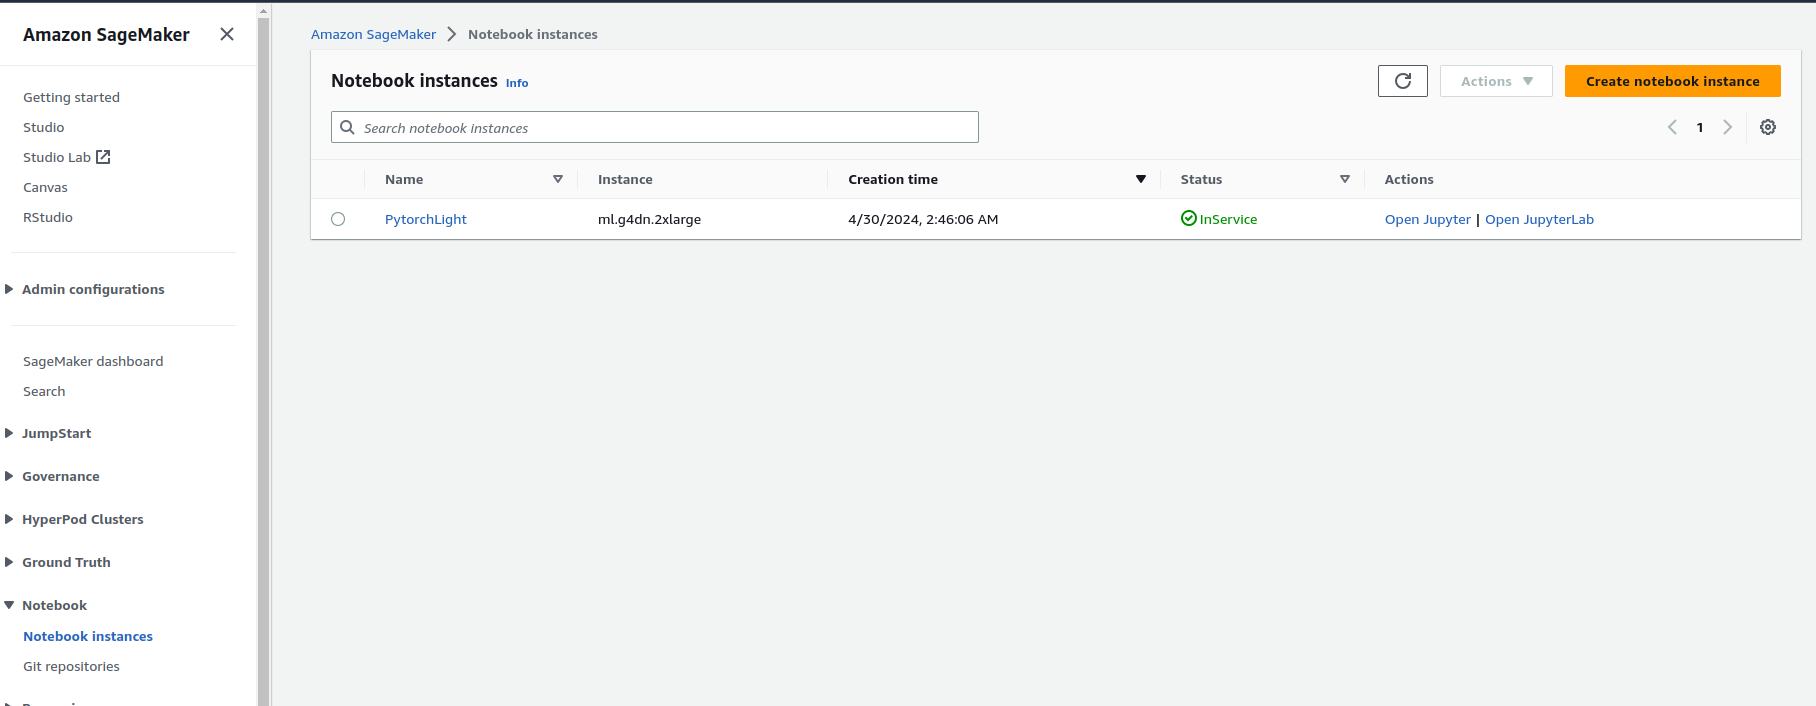 Amazon SageMaker
Getting started
Studio
Studio Lab
Canvas
RStudio
Admin configurations
SageMaker dashboard
Search
JumpStart
Governance
HyperPod Clusters
Ground Truth
Notebook
Notebook instances
Git repositories
Amazon SageMaker Notebook instances
Notebook instances Info
Actions Create notebook instance
Search notebook instances
1
Name Instance Creation time Status Actions
PytorchLight ml.g4dn.2xlarge 4/30/2024, 2:46:06 AM InService Open Jupyter | Open JupyterLab